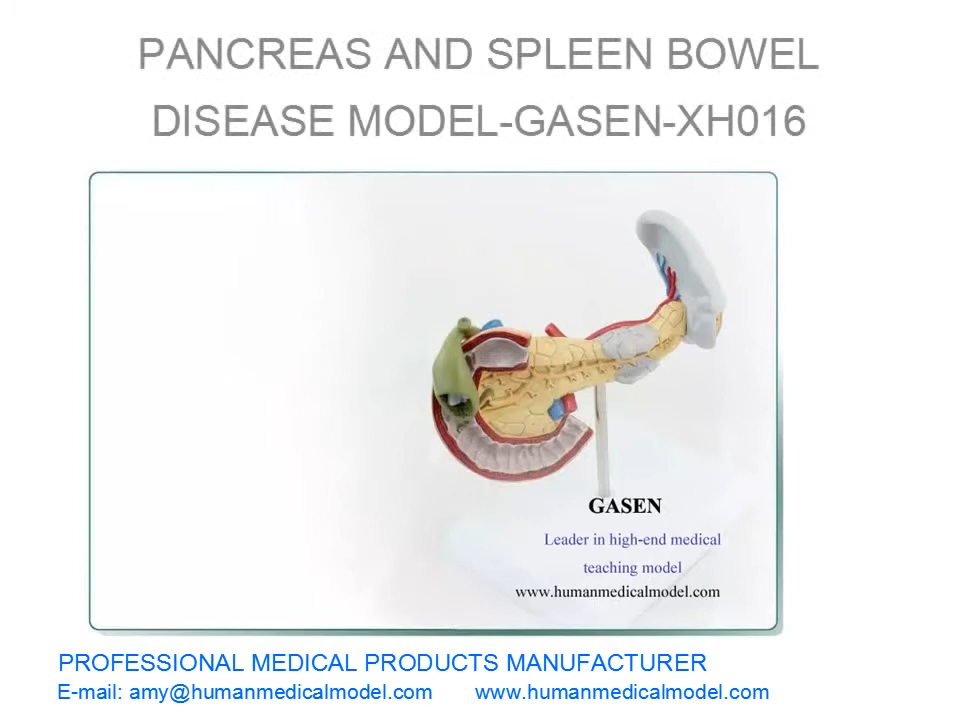 PANCREAS AND SPLEEN BOWEL
DISEASE MODEL-GASEN-XH016
GASEN
Leader in high-end medical
teaching model
www.humanmedicalmodel.com
PROFESSIONAL MEDICAL PRODUCTS MANUFACTURER
E-mail: amy@humanmedicalmodel.com www.humanmedicalmodel.com